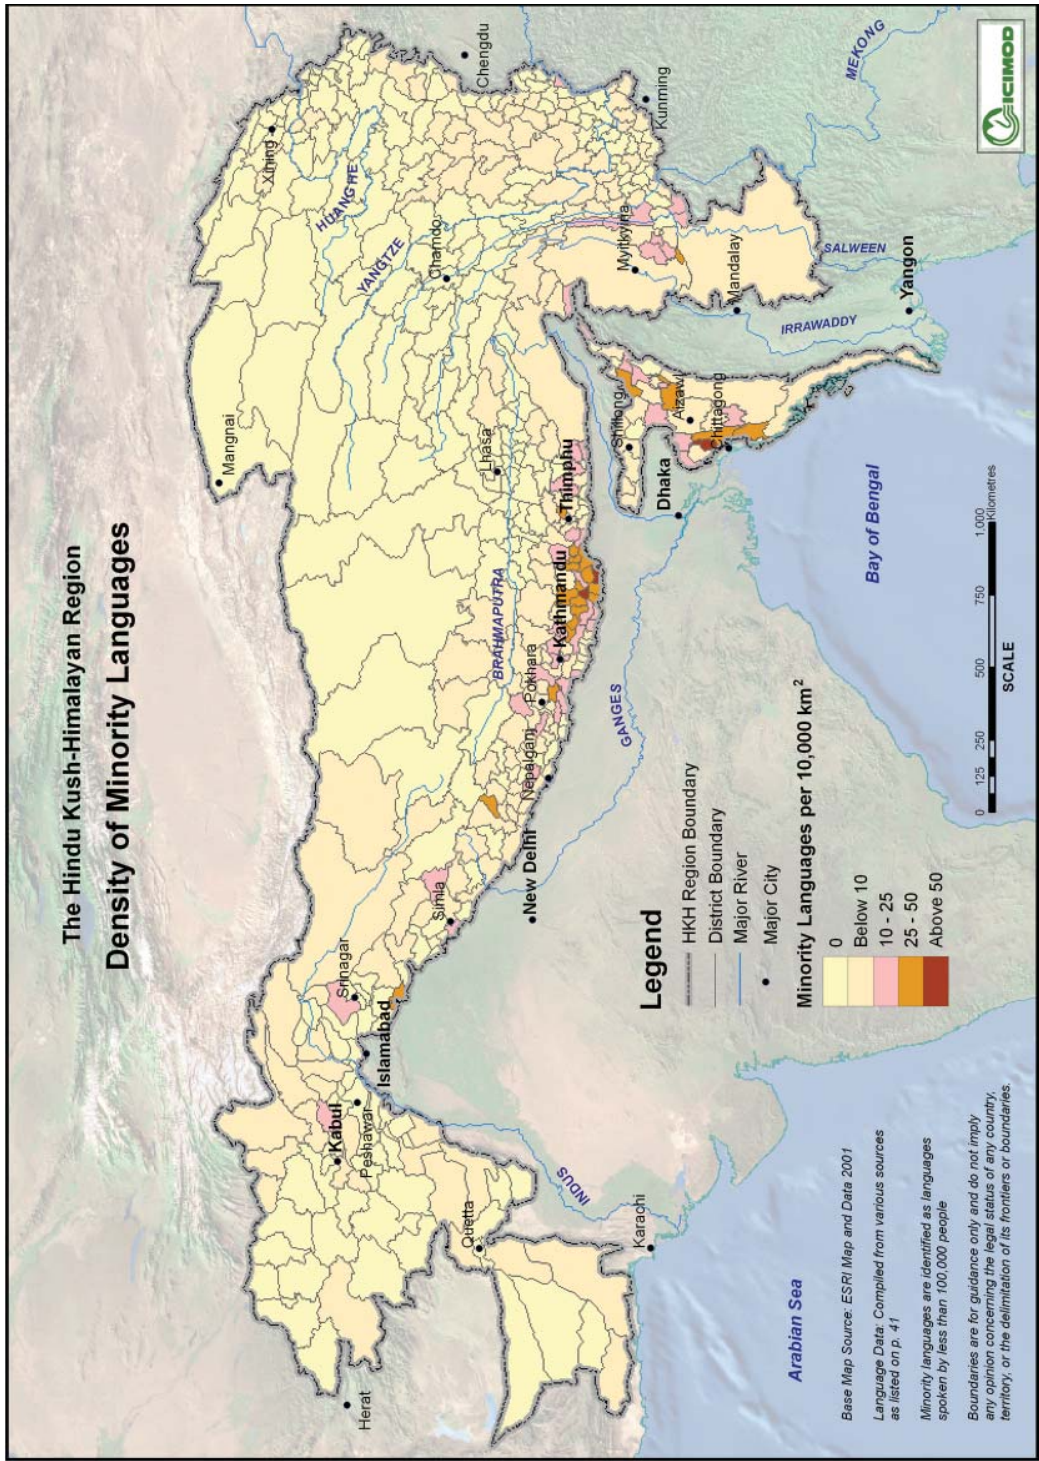 The Hindu Kush-Himalayan Region
Density of Minority Languages
Herat
Kabul
Peshawar
Islamabad
Srinagar
Quetta
Karachi
INDUS
Simla
New Delhi
Nepalganj
Pokhara
Kathmandu
GANGES
BRAHMAPUTRA
Mangnai
Lhasa
Thimphu
Dhaka
Shillong
Aizawl
Chittagong
Chamdo
YANGTZE
HUANG HE
Xining
Chengdu
Kunming
Myitkyina
Mandalay
IRRAWADDY
SALWEEN
Yangon
MEKONG
Arabian Sea
Bay of Bengal
Legend
HKH Region Boundary
District Boundary
Major River
Major City
Minority Languages per 10,000 km²
0
Below 10
10 - 25
25 - 50
Above 50
0 125 250 500 750 1,000
Kilometres
SCALE
Base Map Source: ESRI Map and Data 2001
Language Data: Compiled from various sources
as listed on p. 41
Minority languages are identified as languages
spoken by less than 100,000 people
Boundaries are for guidance only and do not imply
any opinion concerning the legal status of any country,
territory, or the delimitation of its frontiers or boundaries.
ICIMOD